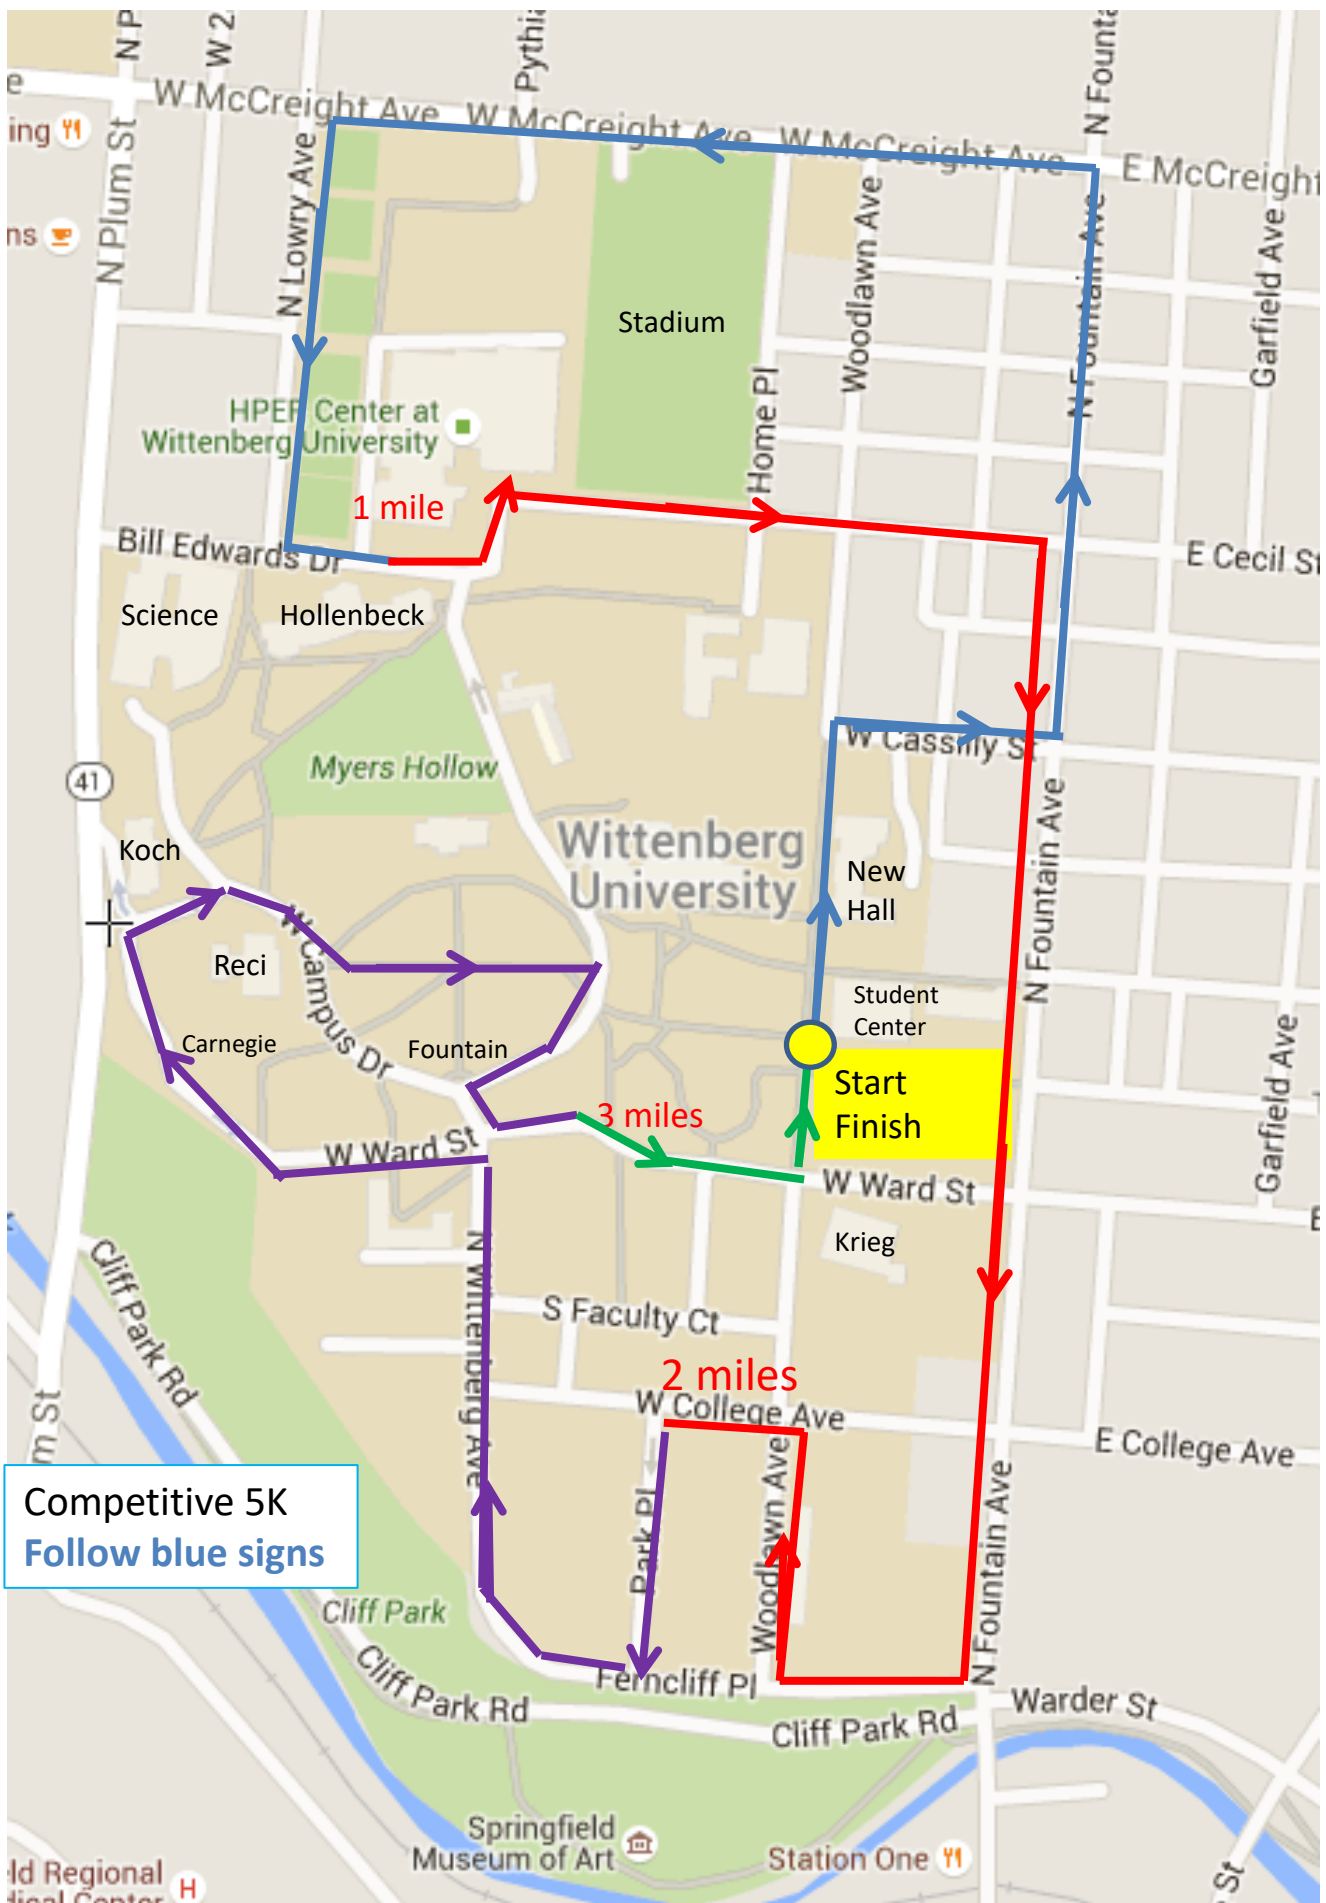 W McCreight Ave
W McCreight Ave
W McCreight Ave
E McCreight
N Plum St
N Lowry Ave
Woodlawn Ave
N Fountain Ave
Garfield Ave
Stadium
Home Pl
HPER Center at
Wittenberg University
1 mile
Bill Edwards Dr
E Cecil St
Science
Hollenbeck
W Cassilly St
Myers Hollow
41
Wittenberg
University
Koch
New
Hall
N Fountain Ave
Reci
W Campus Dr
Student
Center
Carnegie
Fountain
Start
Finish
3 miles
Garfield Ave
W Ward St
W Ward St
Krieg
Cliff Park Rd
N Wittenberg Ave
S Faculty Ct
2 miles
W College Ave
E College Ave
Competitive 5K
Follow blue signs
Park Pl
Woodlawn Ave
N Fountain Ave
Cliff Park
Ferncliff Pl
Cliff Park Rd
Cliff Park Rd
Warder St
Springfield
Museum of Art
Station One
H